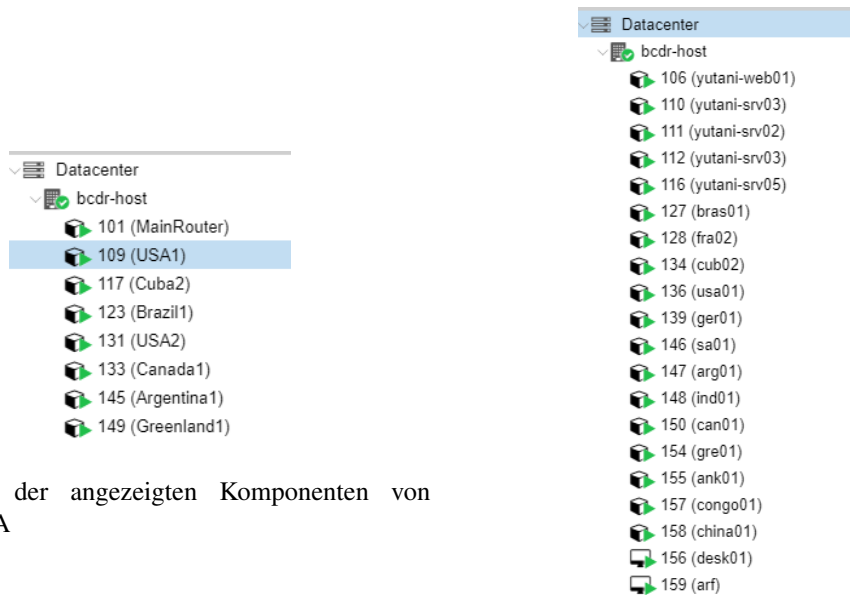 Datacenter
bcdr-host
101 (MainRouter)
109 (USA1)
117 (Cuba2)
123 (Brazil1)
131 (USA2)
133 (Canada1)
145 (Argentina1)
149 (Greenland1)
der angezeigten Komponenten von
A
Datacenter
bcdr-host
106 (yutani-web01)
110 (yutani-srv03)
111 (yutani-srv02)
112 (yutani-srv03)
116 (yutani-srv05)
127 (bras01)
128 (fra02)
134 (cub02)
136 (usa01)
139 (ger01)
146 (sa01)
147 (arg01)
148 (ind01)
150 (can01)
154 (gre01)
155 (ank01)
157 (congo01)
158 (china01)
156 (desk01)
159 (arf)